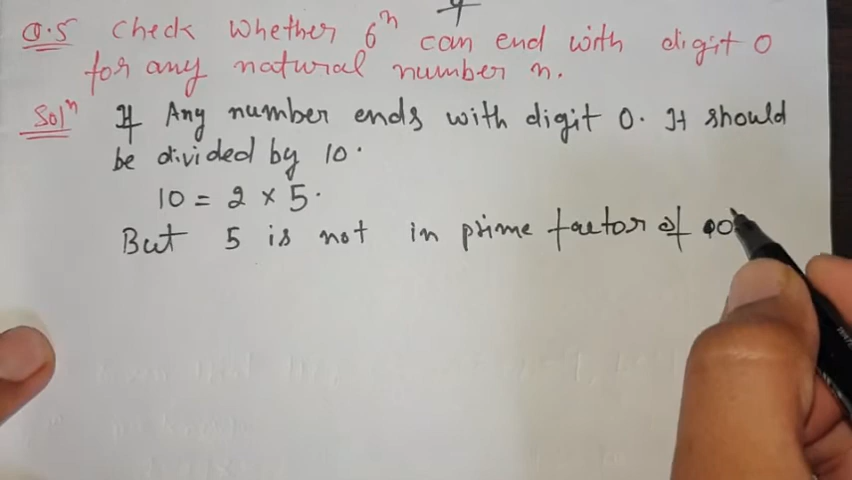 Q.5 Check Whether 6ⁿ can end with digit 0
for any natural number n.
Solⁿ If Any number ends with digit 0. It should
be divided by 10.
10 = 2 × 5.
But 5 is not in prime factor of